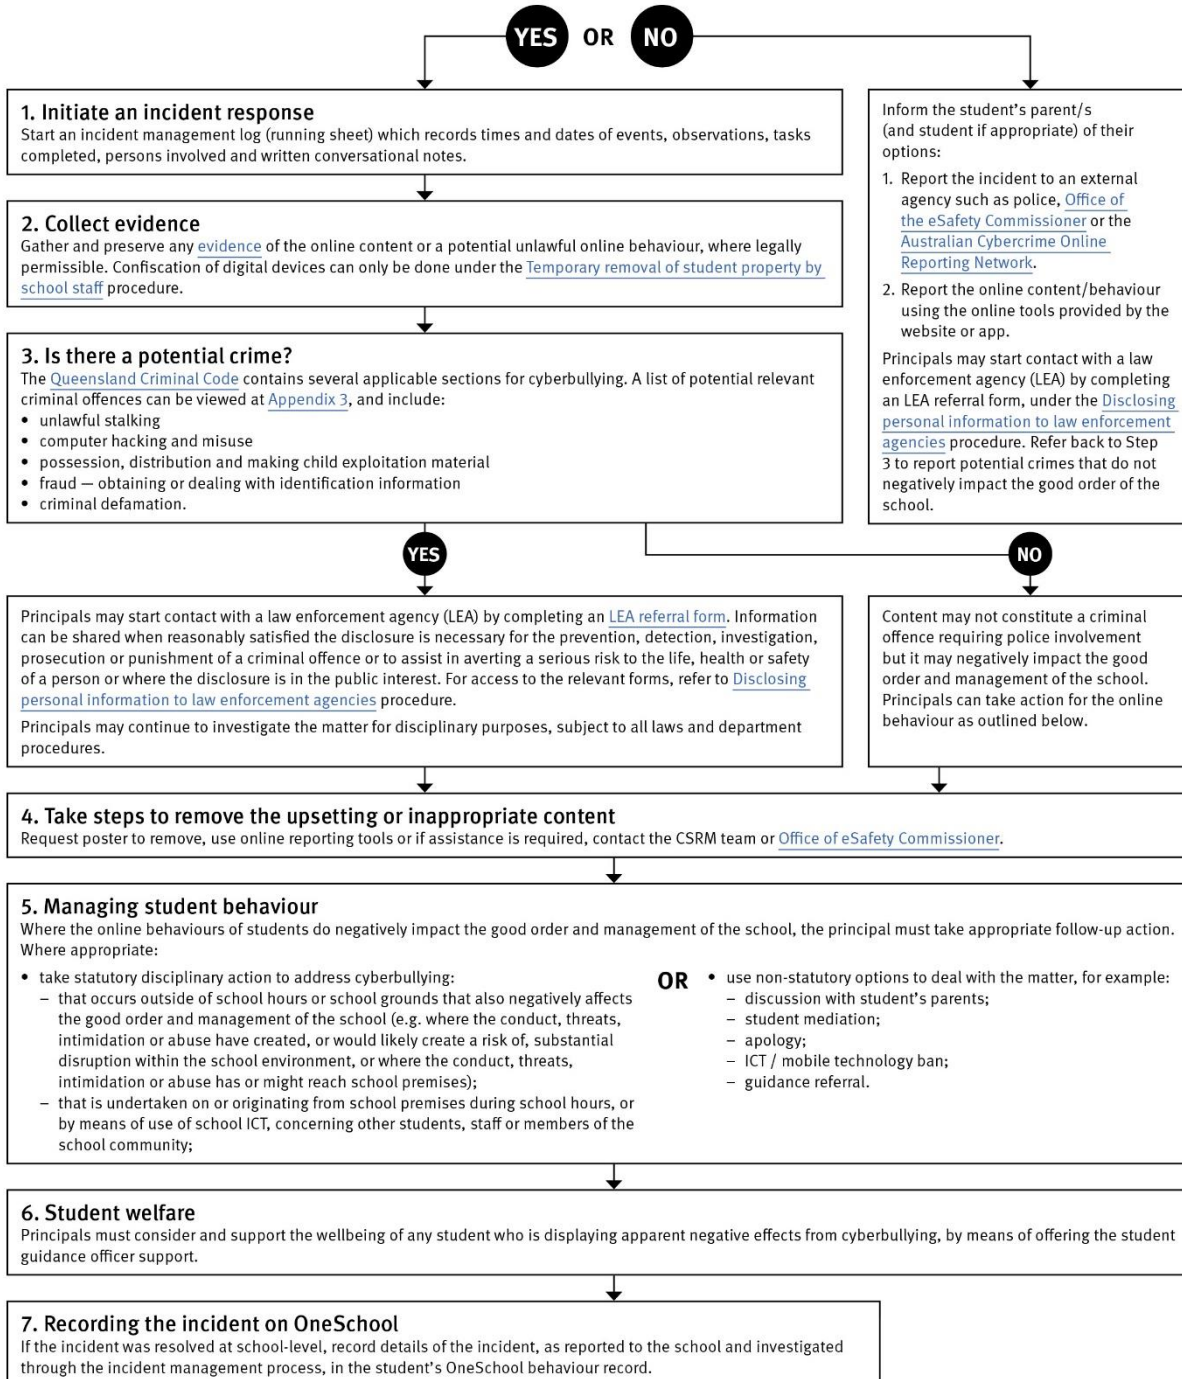 YES OR NO
1. Initiate an incident response
Start an incident management log (running sheet) which records times and dates of events, observations, tasks
completed, persons involved and written conversational notes.
2. Collect evidence
Gather and preserve any evidence of the online content or a potential unlawful online behaviour, where legally
permissible. Confiscation of digital devices can only be done under the Temporary removal of student property by
school staff procedure.
3. Is there a potential crime?
The Queensland Criminal Code contains several applicable sections for cyberbullying. A list of potential relevant
criminal offences can be viewed at Appendix 3, and include:
• unlawful stalking
• computer hacking and misuse
• possession, distribution and making child exploitation material
• fraud — obtaining or dealing with identification information
• criminal defamation.
Inform the student's parent/s
(and student if appropriate) of their
options:
1. Report the incident to an external
agency such as police, Office of
the eSafety Commissioner or the
Australian Cybercrime Online
Reporting Network.
2. Report the online content/behaviour
using the online tools provided by the
website or app.
Principals may start contact with a law
enforcement agency (LEA) by completing
an LEA referral form, under the Disclosing
personal information to law enforcement
agencies procedure. Refer back to Step
3 to report potential crimes that do not
negatively impact the good order of the
school.
YES
NO
Principals may start contact with a law enforcement agency (LEA) by completing an LEA referral form. Information
can be shared when reasonably satisfied the disclosure is necessary for the prevention, detection, investigation,
prosecution or punishment of a criminal offence or to assist in averting a serious risk to the life, health or safety
of a person or where the disclosure is in the public interest. For access to the relevant forms, refer to Disclosing
personal information to law enforcement agencies procedure.
Principals may continue to investigate the matter for disciplinary purposes, subject to all laws and department
procedures.
Content may not constitute a criminal
offence requiring police involvement
but it may negatively impact the good
order and management of the school.
Principals can take action for the online
behaviour as outlined below.
4. Take steps to remove the upsetting or inappropriate content
Request poster to remove, use online reporting tools or if assistance is required, contact the CSRM team or Office of eSafety Commissioner.
5. Managing student behaviour
Where the online behaviours of students do negatively impact the good order and management of the school, the principal must take appropriate follow-up action.
Where appropriate:
• take statutory disciplinary action to address cyberbullying:
– that occurs outside of school hours or school grounds that also negatively affects
the good order and management of the school (e.g. where the conduct, threats,
intimidation or abuse have created, or would likely create a risk of, substantial
disruption within the school environment, or where the conduct, threats,
intimidation or abuse has or might reach school premises);
– that is undertaken on or originating from school premises during school hours, or
by means of use of school ICT, concerning other students, staff or members of the
school community;
OR
• use non-statutory options to deal with the matter, for example:
– discussion with student's parents;
– student mediation;
– apology;
– ICT / mobile technology ban;
– guidance referral.
6. Student welfare
Principals must consider and support the wellbeing of any student who is displaying apparent negative effects from cyberbullying, by means of offering the student
guidance officer support.
7. Recording the incident on OneSchool
If the incident was resolved at school-level, record details of the incident, as reported to the school and investigated
through the incident management process, in the student's OneSchool behaviour record.